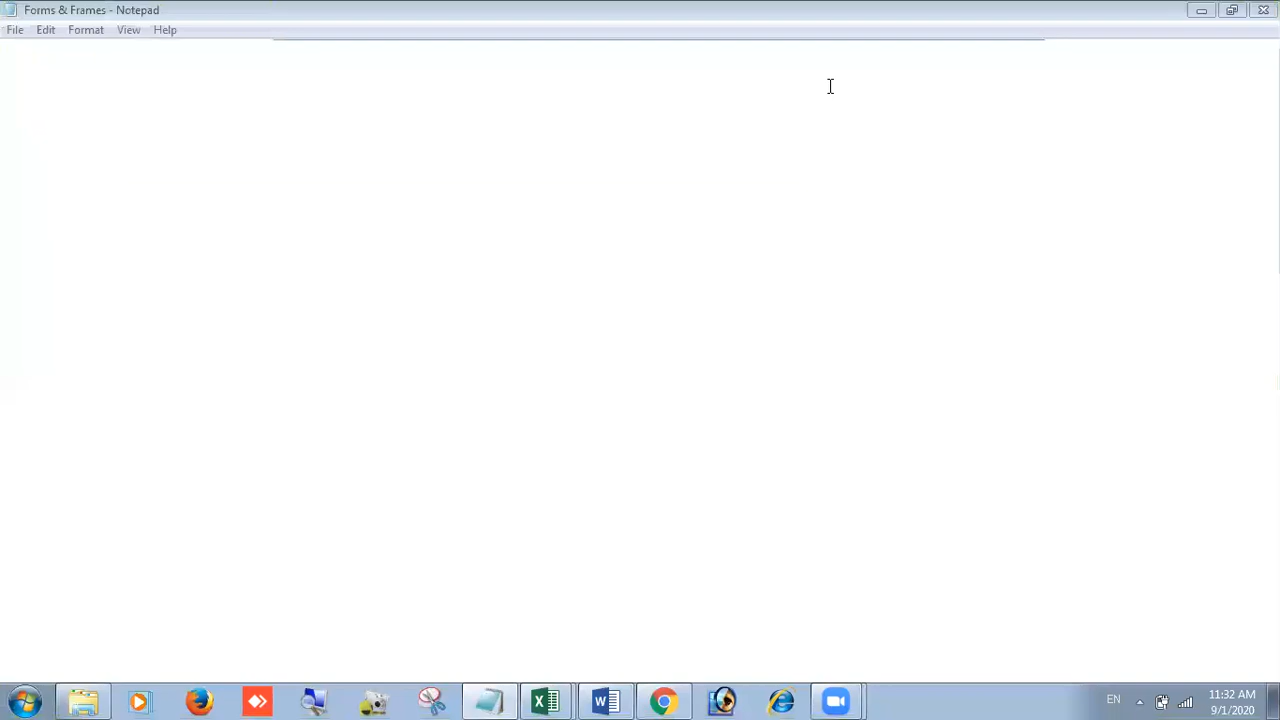 Forms & Frames - Notepad
File Edit Format View Help
EN
11:32 AM
9/1/2020